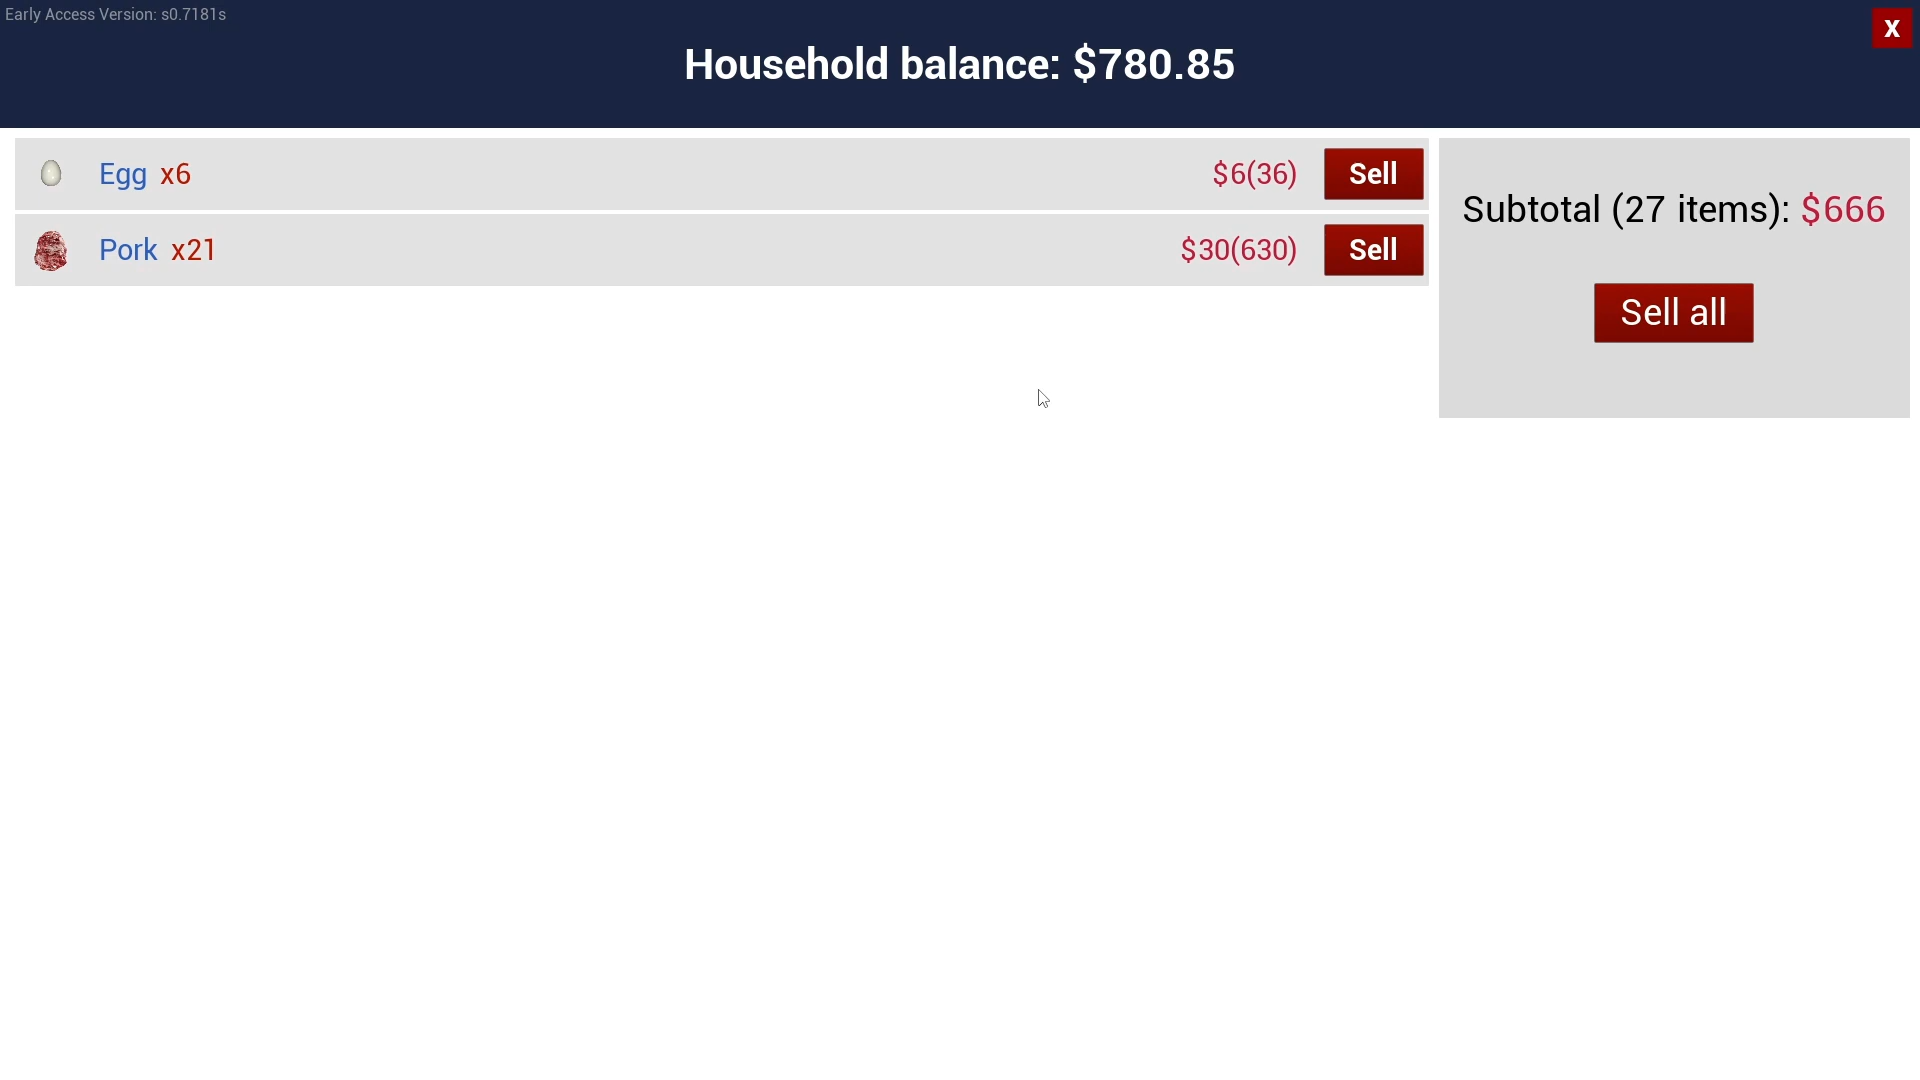 Early Access Version: s0.7181s
X
Household balance: $780.85
Egg x6 $6(36) Sell
Pork x21 $30(630) Sell
Subtotal (27 items): $666
Sell all